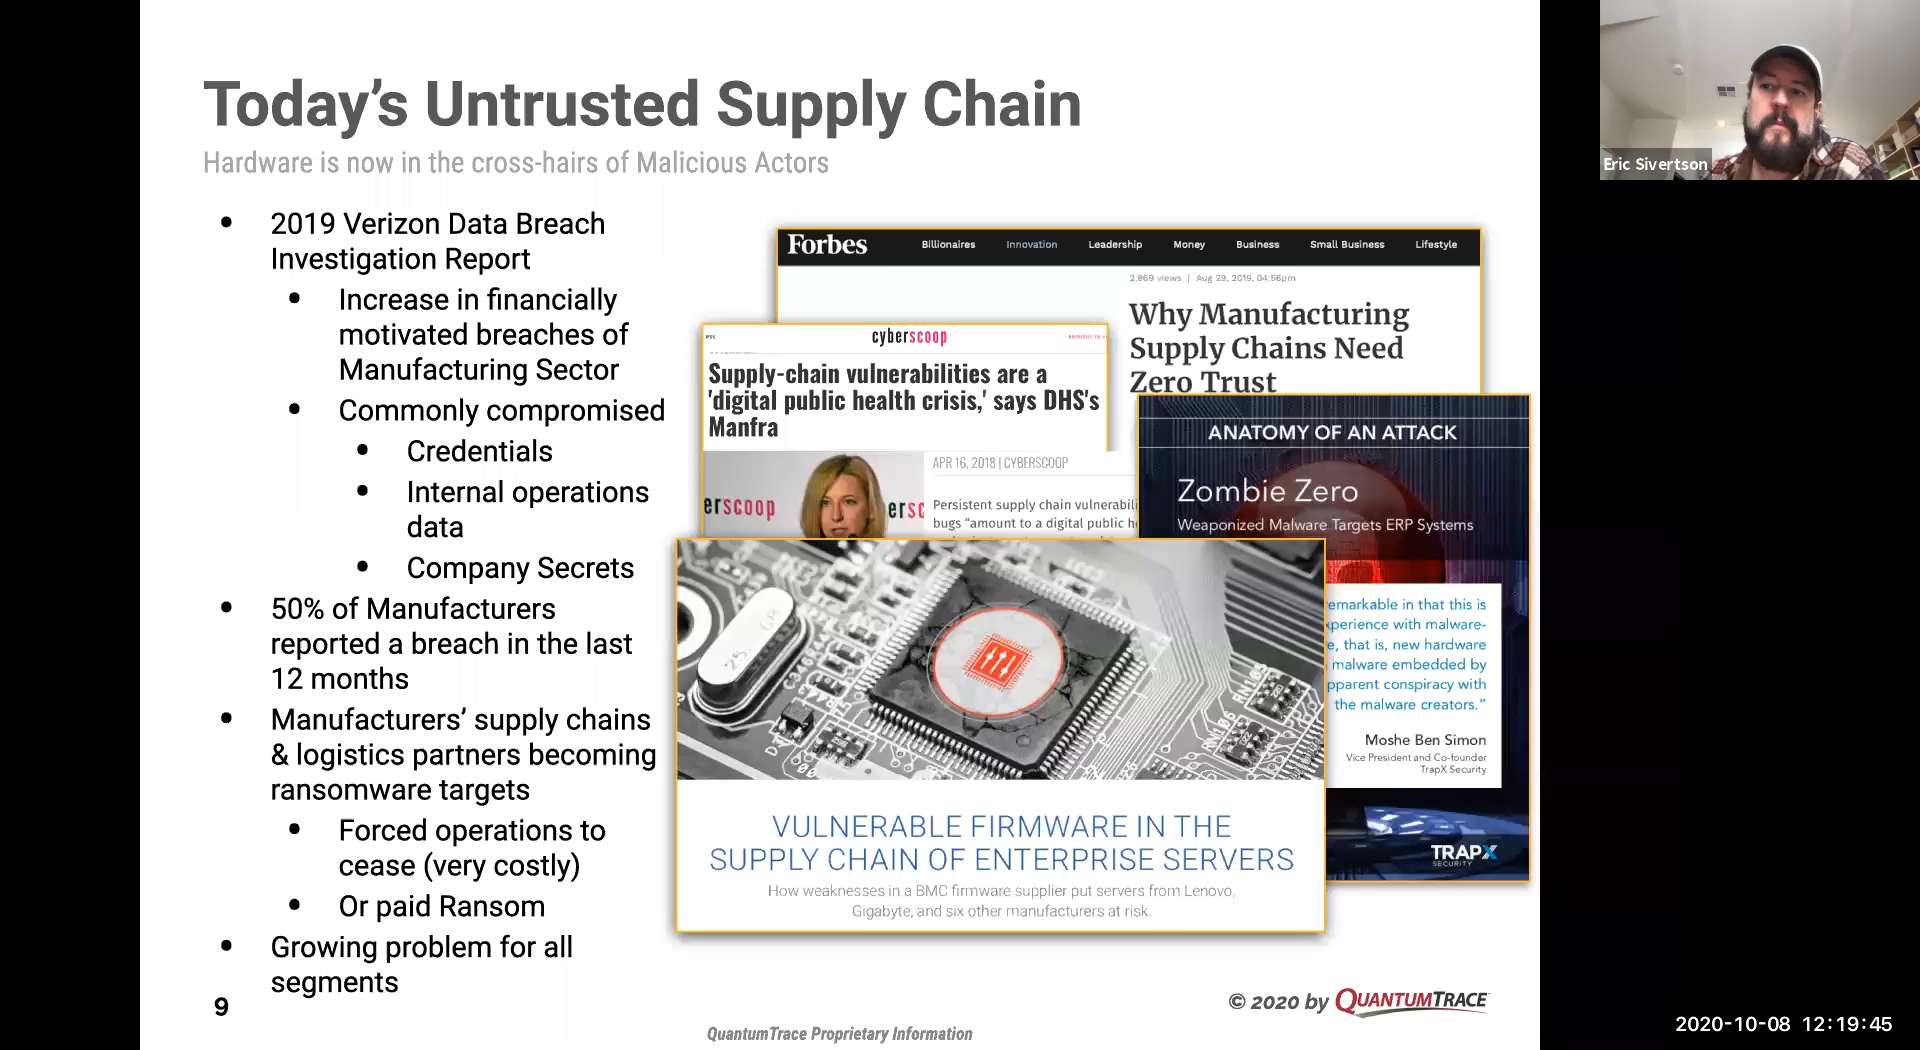 Today's Untrusted Supply Chain
Hardware is now in the cross-hairs of Malicious Actors
• 2019 Verizon Data Breach
Investigation Report
• Increase in financially
motivated breaches of
Manufacturing Sector
• Commonly compromised
• Credentials
• Internal operations
data
• Company Secrets
• 50% of Manufacturers
reported a breach in the last
12 months
• Manufacturers' supply chains
& logistics partners becoming
ransomware targets
• Forced operations to
cease (very costly)
• Or paid Ransom
• Growing problem for all
segments
9
Forbes Billionaires Innovation Leadership Money Business Small Business Lifestyle
2,869 views | Aug 29, 2019, 04:56pm
Why Manufacturing
Supply Chains Need
Zero Trust
RSS cyberscoop BROUGHT TO
Supply-chain vulnerabilities are a
'digital public health crisis,' says DHS's
Manfra
APR 16, 2018 | CYBERSCOOP
erscoop
ersc
Persistent supply chain vulnerabili
bugs "amount to a digital public h
ANATOMY OF AN ATTACK
Zombie Zero
Weaponized Malware Targets ERP Systems
emarkable in that this is
xperience with malware-
e, that is, new hardware
malware embedded by
pparent conspiracy with
the malware creators."
Moshe Ben Simon
Vice President and Co-founder
TrapX Security
TRAPX
SECURITY
VULNERABLE FIRMWARE IN THE
SUPPLY CHAIN OF ENTERPRISE SERVERS
How weaknesses in a BMC firmware supplier put servers from Lenovo,
Gigabyte, and six other manufacturers at risk.
© 2020 by QUANTUMTRACE
QuantumTrace Proprietary Information
Eric Sivertson
2020-10-08 12:19:45